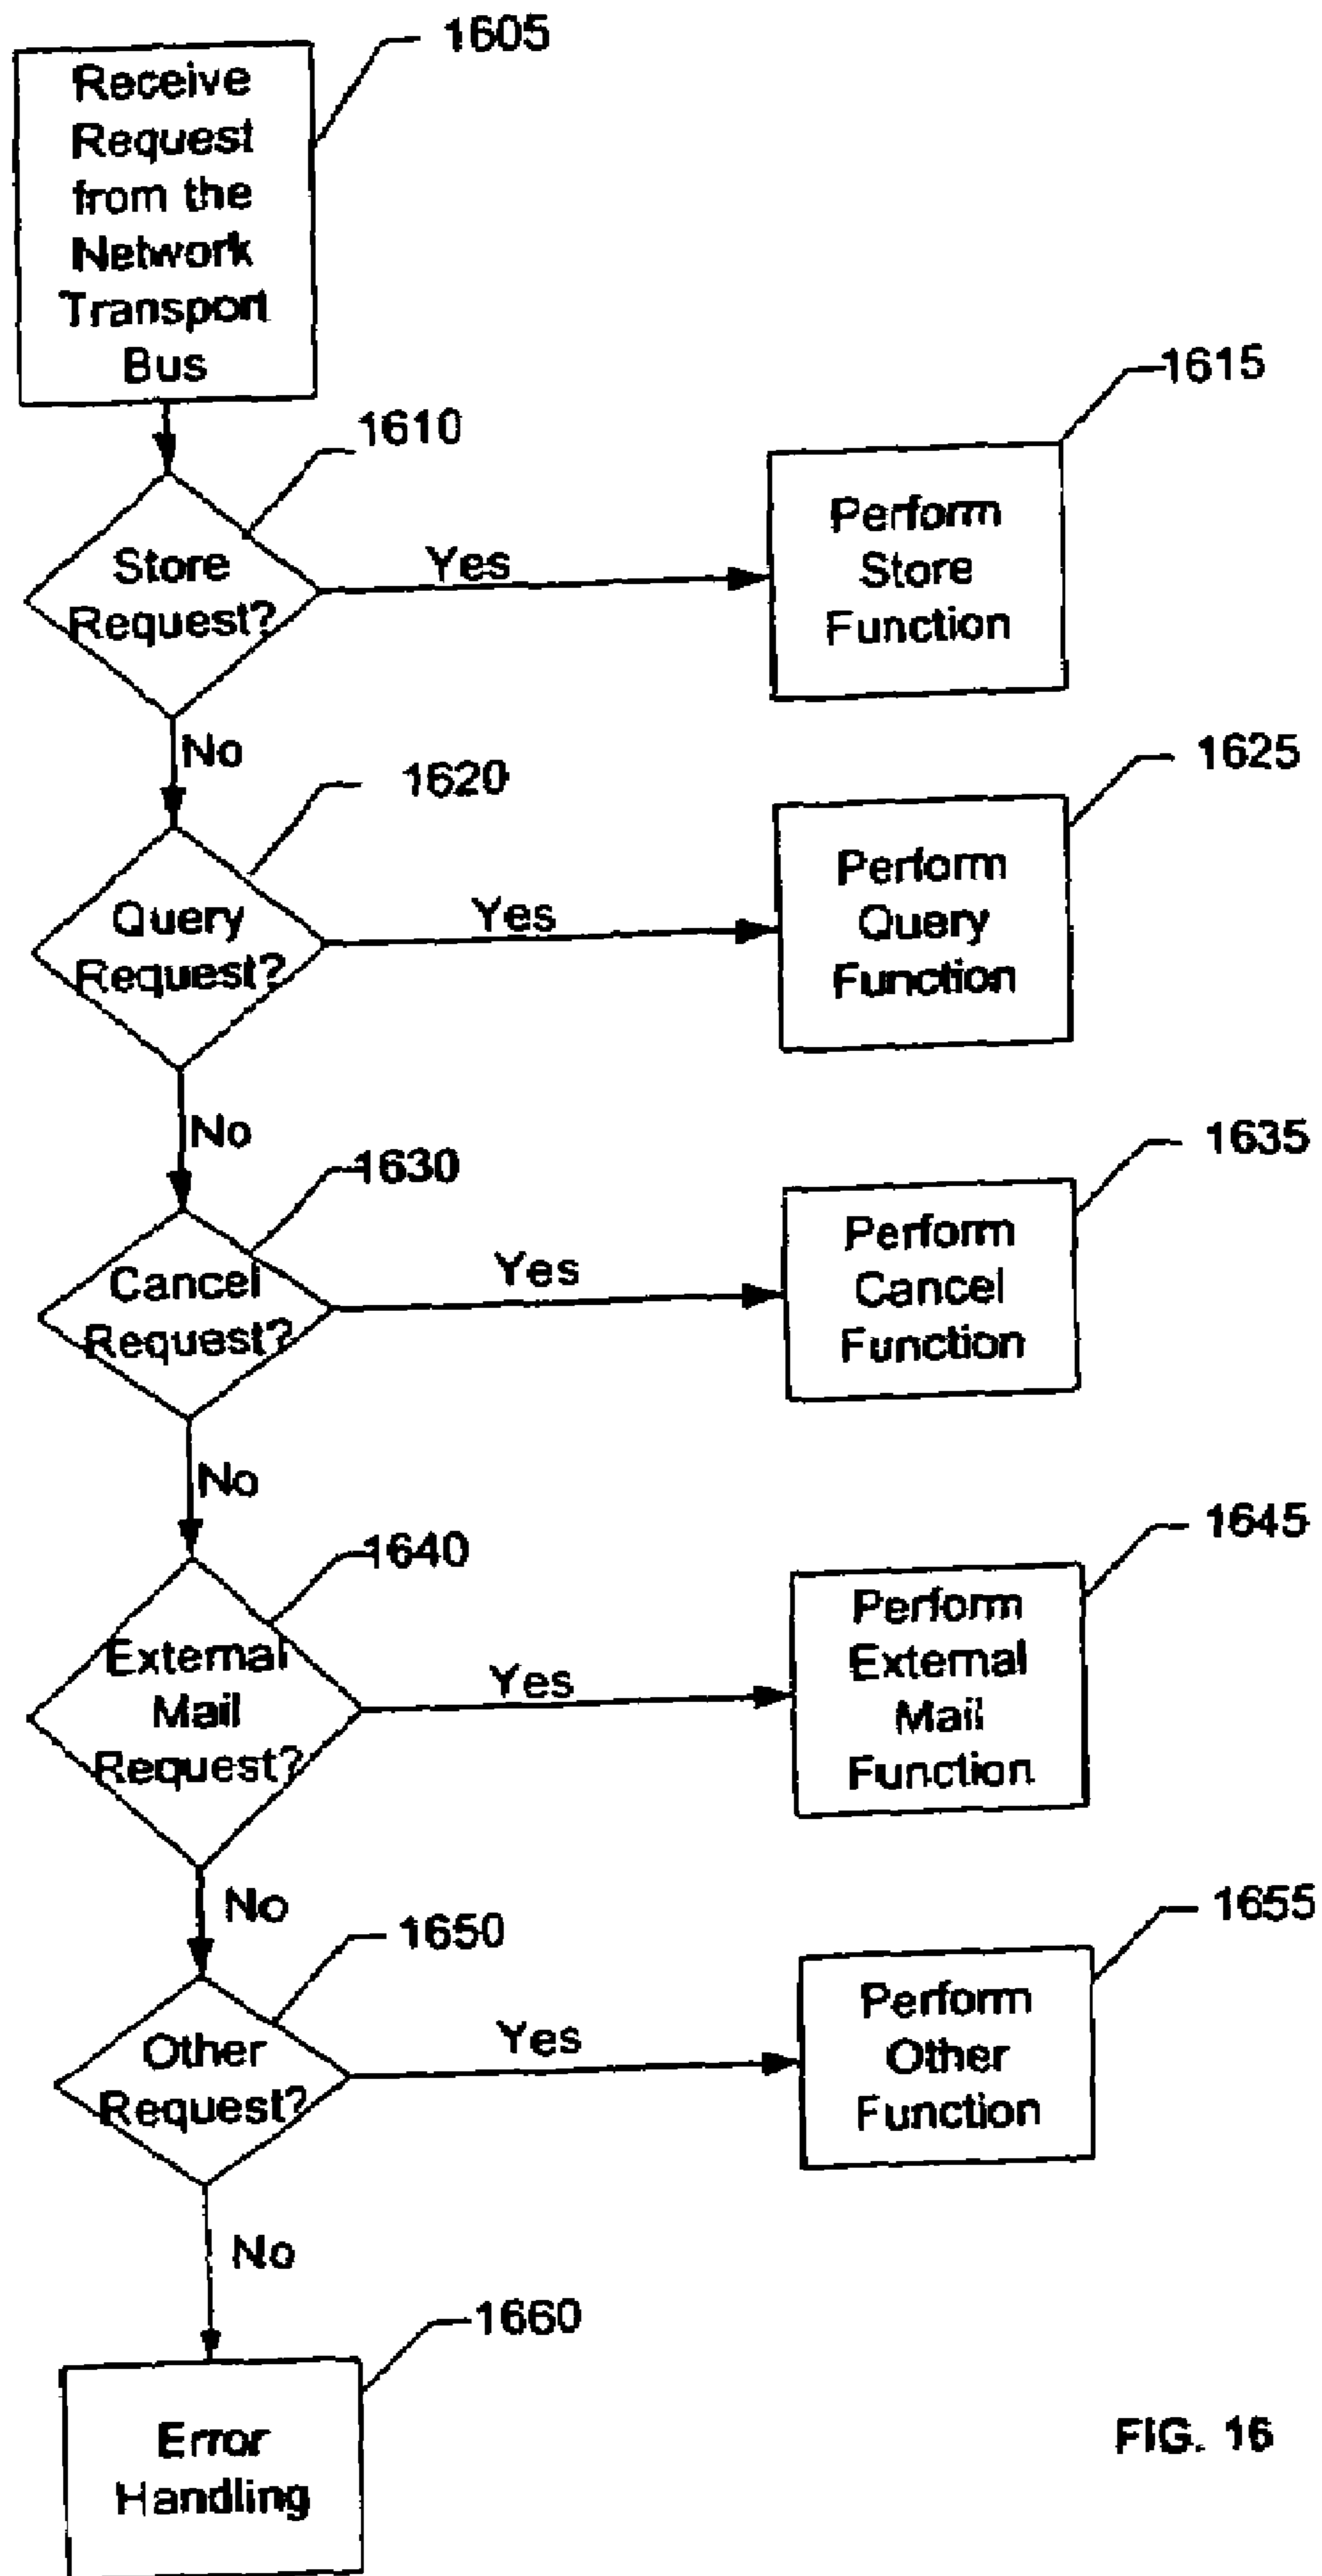 1605
Receive
Request
from the
Network
Transport
Bus
1610
Store
Request?
Yes
1615
Perform
Store
Function
No
1620
Query
Request?
Yes
1625
Perform
Query
Function
No
1630
Cancel
Request?
Yes
1635
Perform
Cancel
Function
No
1640
External
Mail
Request?
Yes
1645
Perform
External
Mail
Function
No
1650
Other
Request?
Yes
1655
Perform
Other
Function
No
1660
Error
Handling
FIG. 16